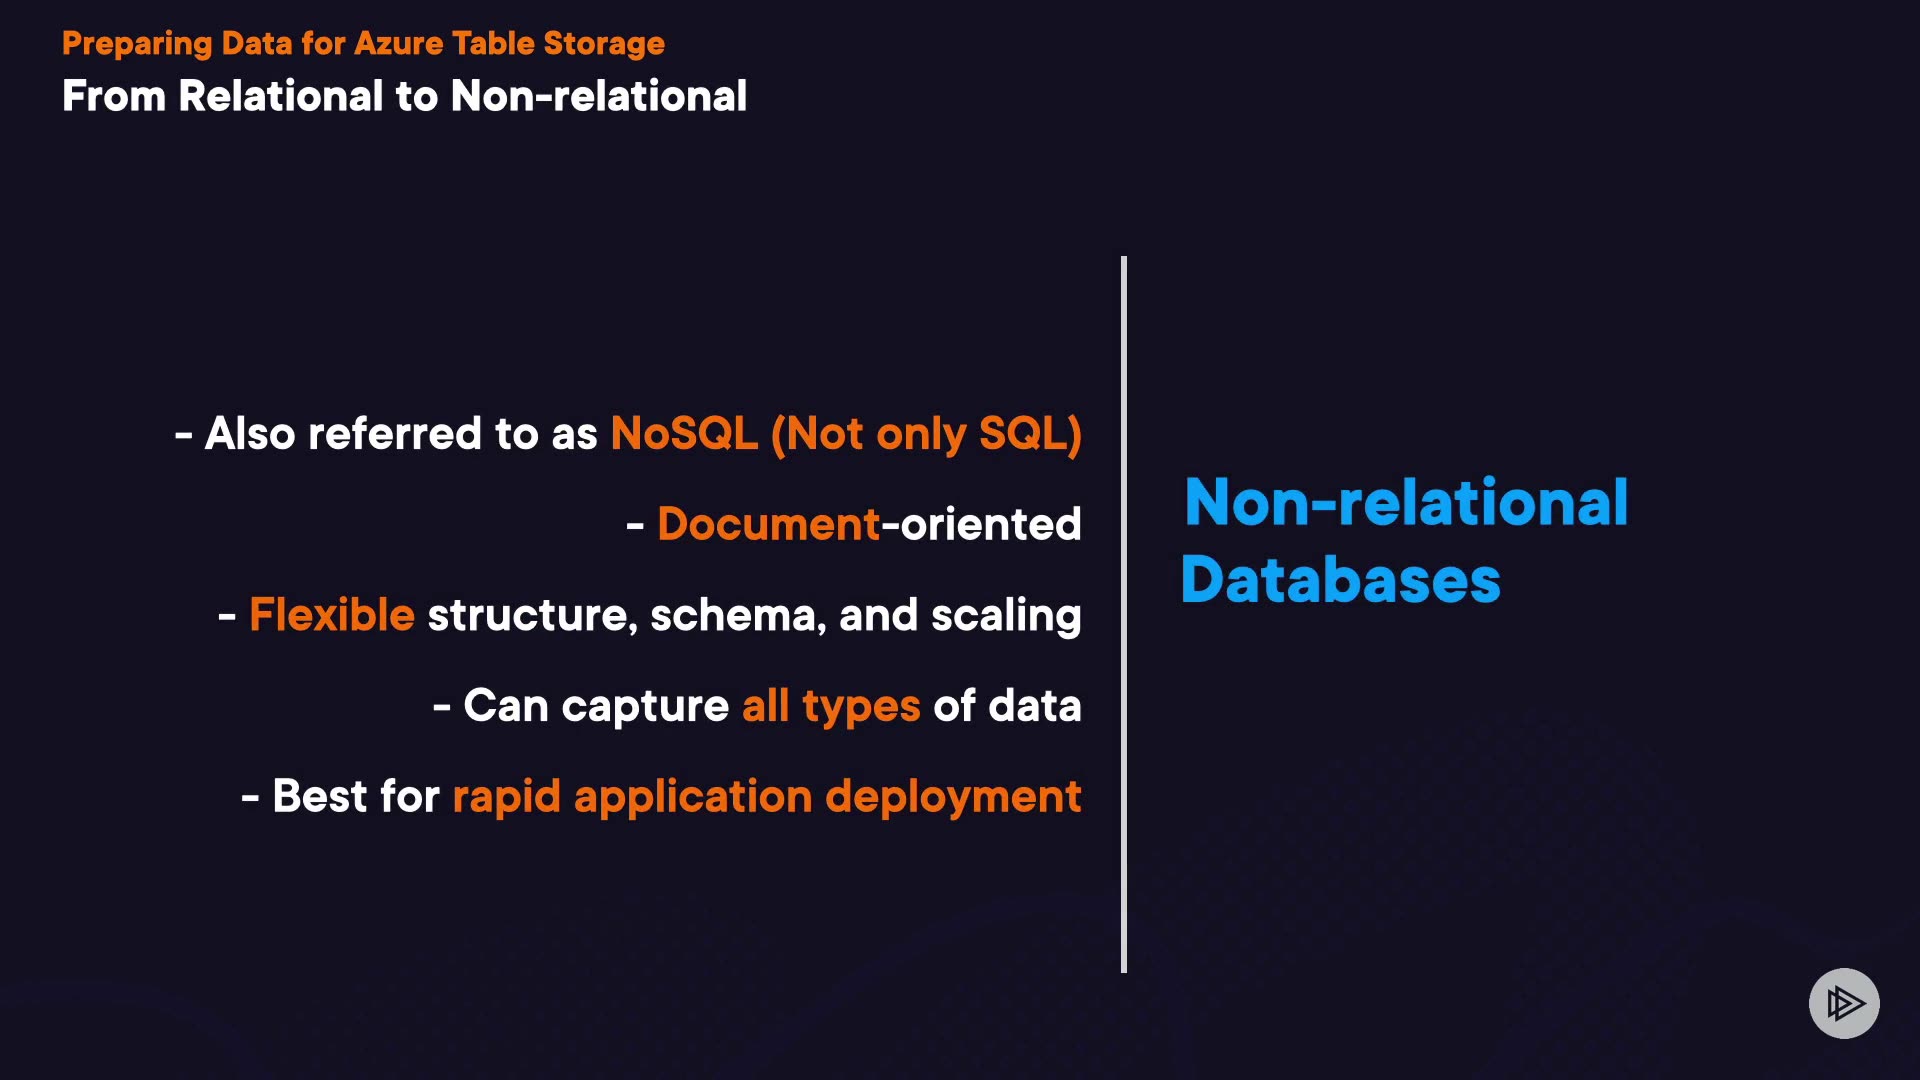 Preparing Data for Azure Table Storage
From Relational to Non-relational
- Also referred to as NoSQL (Not only SQL)
- Document-oriented
- Flexible structure, schema, and scaling
- Can capture all types of data
- Best for rapid application deployment
Non-relational
Databases